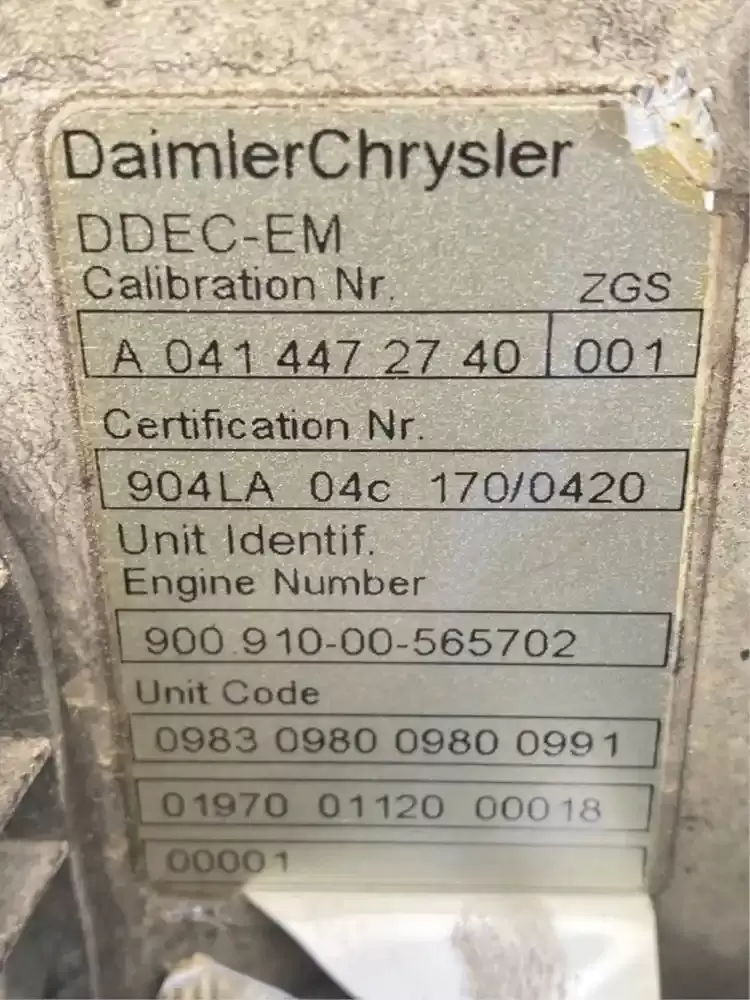 DaimlerChrysler
DDEC-EM
Calibration Nr. ZGS
A 041 447 27 40 001
Certification Nr.
904LA 04c 170/0420
Unit Identif.
Engine Number
900.910-00-565702
Unit Code
0983 0980 0980 0991
01970 01120 00018
00001